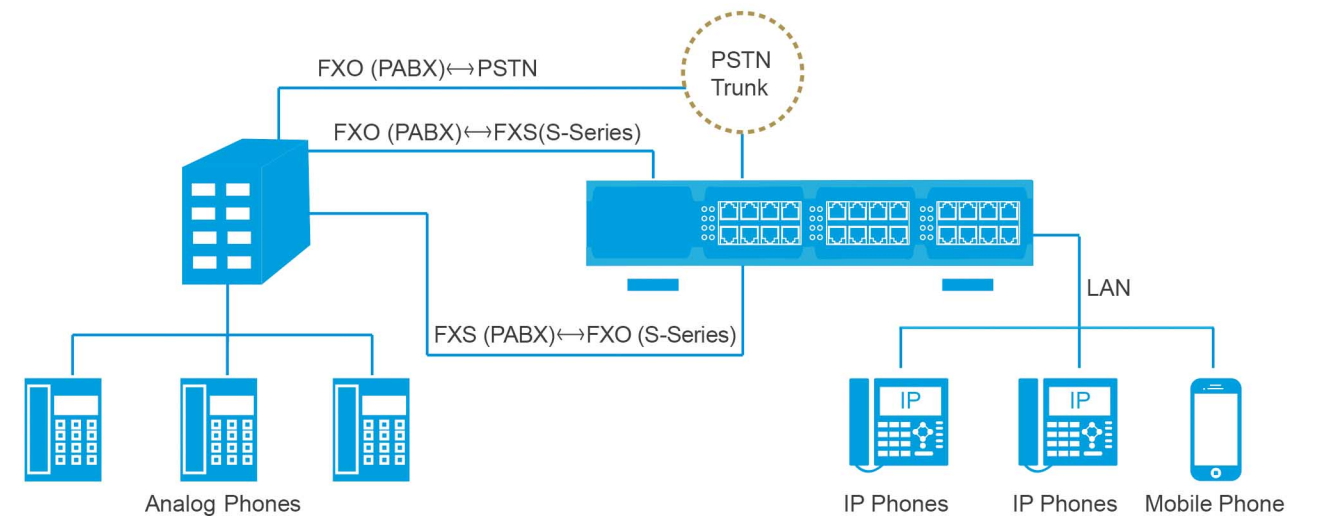 PSTN
Trunk
FXO (PABX)⟷PSTN
FXO (PABX)⟷FXS(S-Series)
LAN
FXS (PABX)⟷FXO (S-Series)
IP
IP
Analog Phones
IP Phones
IP Phones
Mobile Phone